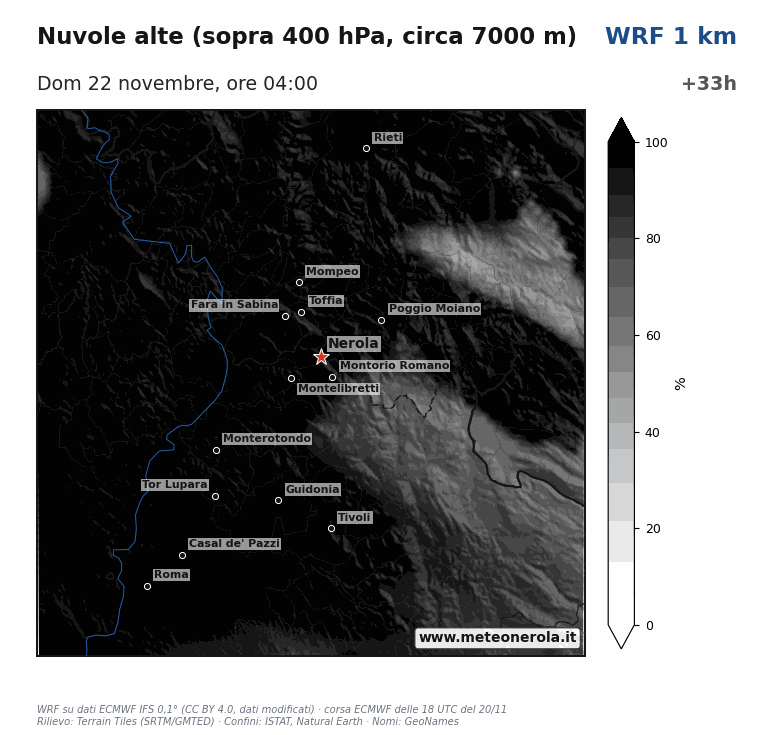 Nuvole alte (sopra 400 hPa, circa 7000 m) WRF 1 km
Dom 22 novembre, ore 04:00 +33h
Rieti
Mompeo
Fara in Sabina
Toffia
Poggio Moiano
Nerola
Montorio Romano
Montelibretti
Monterotondo
Tor Lupara
Guidonia
Tivoli
Casal de' Pazzi
Roma
www.meteonerola.it
100
80
60
40
20
0
%
WRF su dati ECMWF IFS 0,1° (CC BY 4.0, dati modificati) · corsa ECMWF delle 18 UTC del 20/11
Rilievo: Terrain Tiles (SRTM/GMTED) · Confini: ISTAT, Natural Earth · Nomi: GeoNames